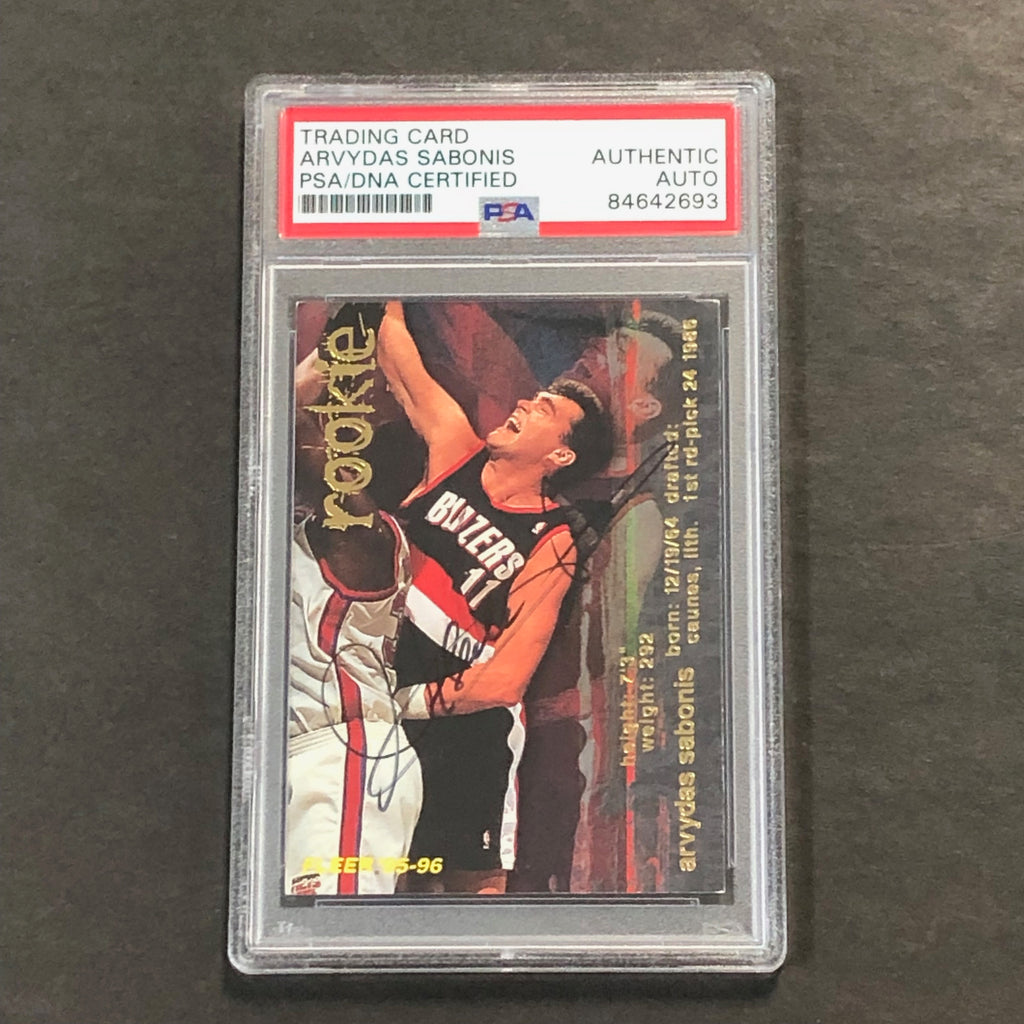 TRADING CARD
ARVYDAS SABONIS
PSA/DNA CERTIFIED
AUTHENTIC
AUTO
84642693
PSA
rookie
BLAZERS
11
arvydas sabonis
height: 7'3"
weight: 292
born: 12/19/64
caunes, lith.
drafted:
1st rd-pick 24 1986
FLEER '95-96